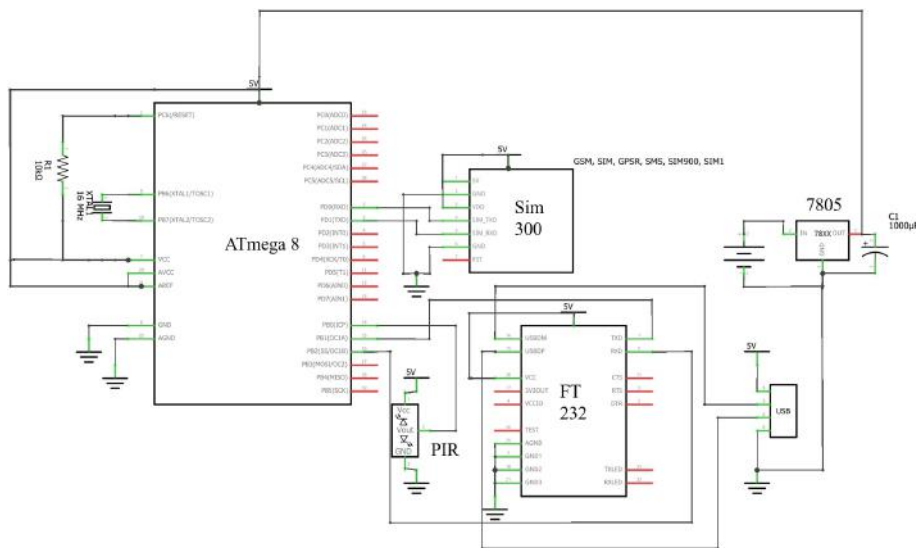 5V
ATmega 8
PC6(/RESET)
PB6(XTAL1/TOSC1)
PB7(XTAL2/TOSC2)
VCC
AVCC
AREF
GND
AGND
PC0(ADC0)
PC1(ADC1)
PC2(ADC2)
PC3(ADC3)
PC4(ADC4/SDA)
PC5(ADC5/SCL)
PD0(RXD)
PD1(TXD)
PD2(INT0)
PD3(INT1)
PD4(XCK/T0)
PD5(T1)
PD6(AIN0)
PD7(AIN1)
PB0(ICP)
PB1(OC1A)
PB2(SS/OC1B)
PB3(MOSI/OC2)
PB4(MISO)
PB5(SCK)
R1
10kΩ
XTAL1
16 MHz
5V
GSM, SIM, GPSR, SMS, SIM900, SIM1
Sim
300
GND
VDD
SIM_TXD
SIM_RXD
GND
RST
7805
IN
78XX
OUT
GND
C1
1000µF
5V
PIR
Vcc
Vout
GND
5V
FT
232
USBDM
USBDP
VCC
3V3OUT
VCCIO
TEST
AGND
GND1
GND2
GND3
TXD
RXD
CTS
RTS
DTR
TXLED
RXLED
5V
USB